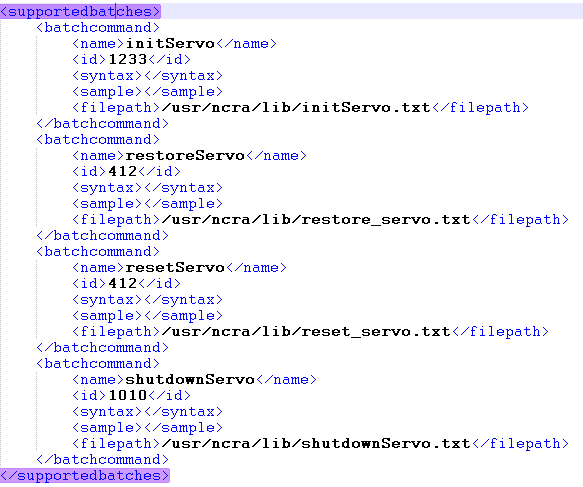 <supportedbatches>
<batchcommand>
<name>initServo</name>
<id>1233</id>
<syntax></syntax>
<sample></sample>
<filepath>/usr/ncra/lib/initServo.txt</filepath>
</batchcommand>
<batchcommand>
<name>restoreServo</name>
<id>412</id>
<syntax></syntax>
<sample></sample>
<filepath>/usr/ncra/lib/restore_servo.txt</filepath>
</batchcommand>
<batchcommand>
<name>resetServo</name>
<id>412</id>
<syntax></syntax>
<sample></sample>
<filepath>/usr/ncra/lib/reset_servo.txt</filepath>
</batchcommand>
<batchcommand>
<name>shutdownServo</name>
<id>1010</id>
<syntax></syntax>
<sample></sample>
<filepath>/usr/ncra/lib/shutdownServo.txt</filepath>
</batchcommand>
</supportedbatches>